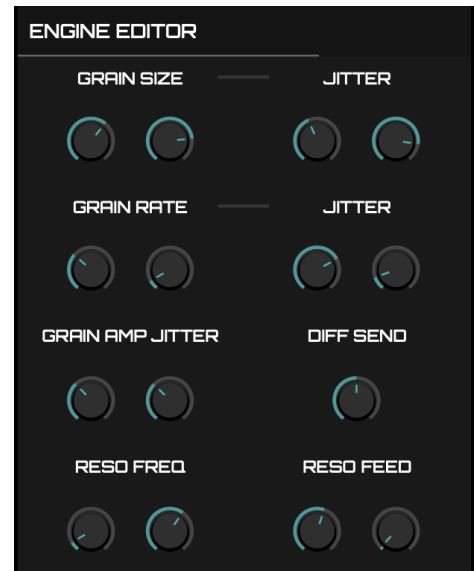 ENGINE EDITOR
GRAIN SIZE JITTER
GRAIN RATE JITTER
GRAIN AMP JITTER DIFF SEND
RESO FREQ RESO FEED